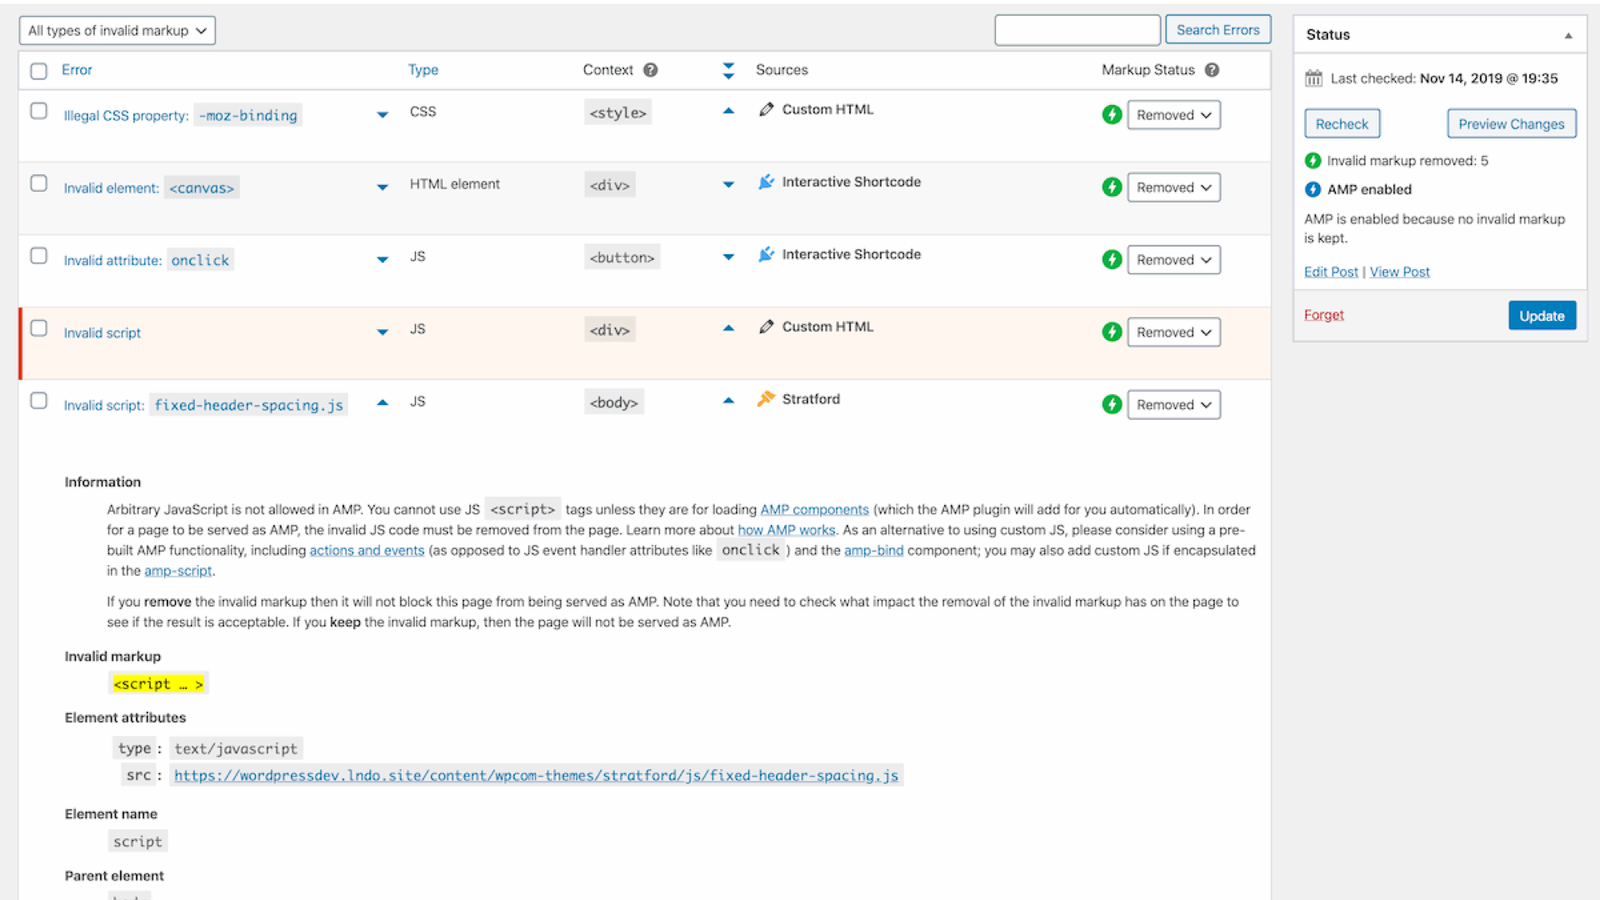 All types of invalid markup
Search Errors
Error Type Context Sources Markup Status
Illegal CSS property: -moz-binding CSS <style> Custom HTML Removed
Invalid element: <canvas> HTML element <div> Interactive Shortcode Removed
Invalid attribute: onclick JS <button> Interactive Shortcode Removed
Invalid script JS <div> Custom HTML Removed
Invalid script: fixed-header-spacing.js JS <body> Stratford Removed
Information
Arbitrary JavaScript is not allowed in AMP. You cannot use JS <script> tags unless they are for loading AMP components (which the AMP plugin will add for you automatically). In order
for a page to be served as AMP, the invalid JS code must be removed from the page. Learn more about how AMP works. As an alternative to using custom JS, please consider using a pre-
built AMP functionality, including actions and events (as opposed to JS event handler attributes like onclick ) and the amp-bind component; you may also add custom JS if encapsulated
in the amp-script.
If you remove the invalid markup then it will not block this page from being served as AMP. Note that you need to check what impact the removal of the invalid markup has on the page to
see if the result is acceptable. If you keep the invalid markup, then the page will not be served as AMP.
Invalid markup
<script … >
Element attributes
type : text/javascript
src : https://wordpressdev.lndo.site/content/wpcom-themes/stratford/js/fixed-header-spacing.js
Element name
script
Parent element
Status
Last checked: Nov 14, 2019 @ 19:35
Recheck Preview Changes
Invalid markup removed: 5
AMP enabled
AMP is enabled because no invalid markup
is kept.
Edit Post | View Post
Forget Update